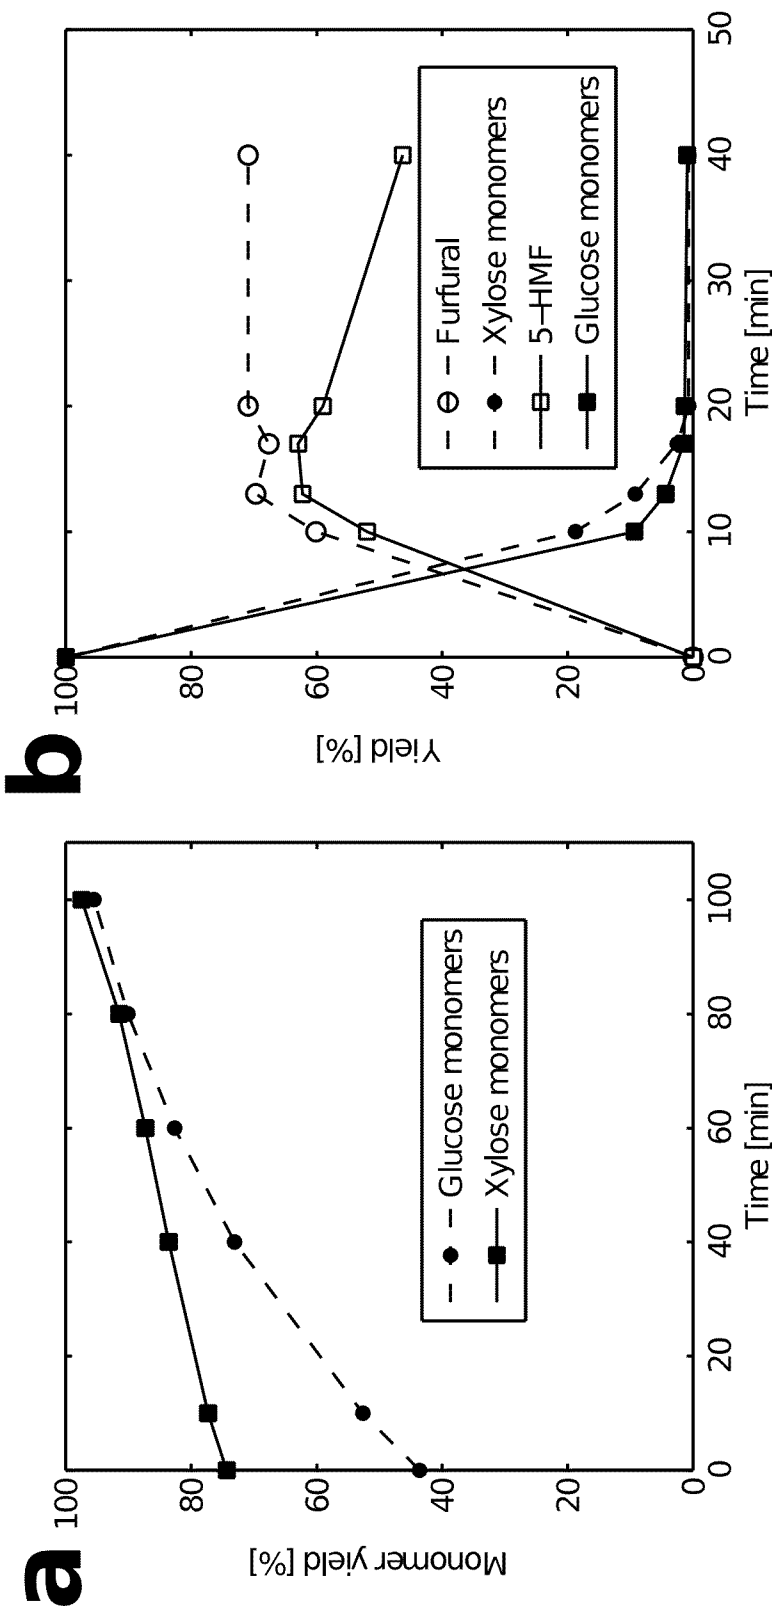 a
Monomer yield [%]
100
80
60
40
20
0
0 20 40 60 80 100
Time [min]
Glucose monomers
Xylose monomers
b
Yield [%]
100
80
60
40
20
0
0 10 20 30 40 50
Time [min]
Furfural
Xylose monomers
5–HMF
Glucose monomers